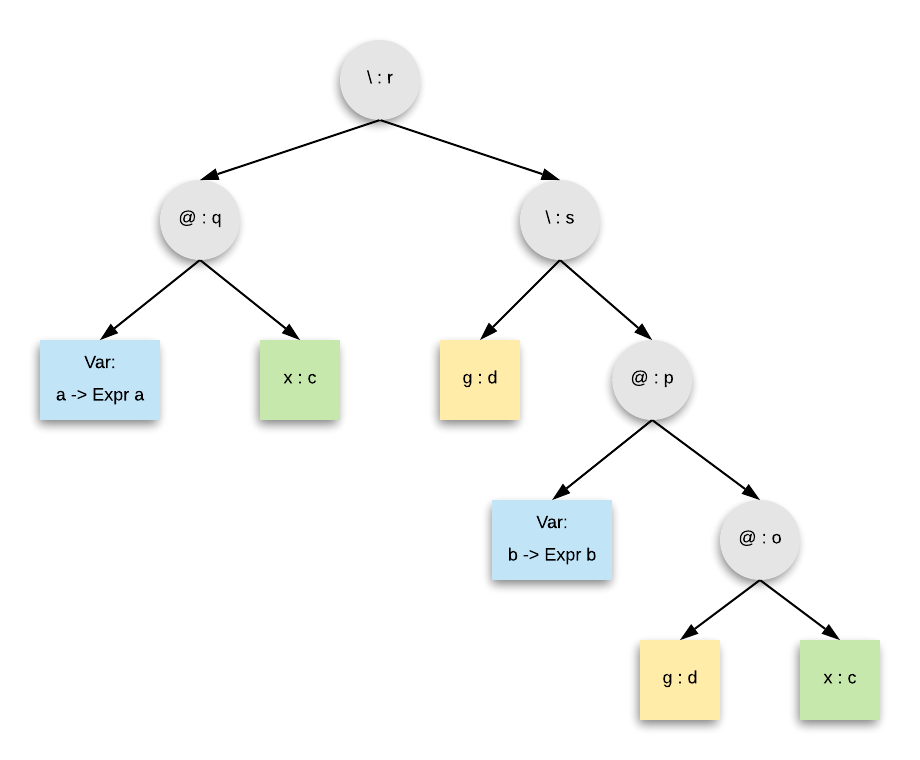 \ : r
@ : q
\ : s
Var:
a -> Expr a
x : c
g : d
@ : p
Var:
b -> Expr b
@ : o
g : d
x : c